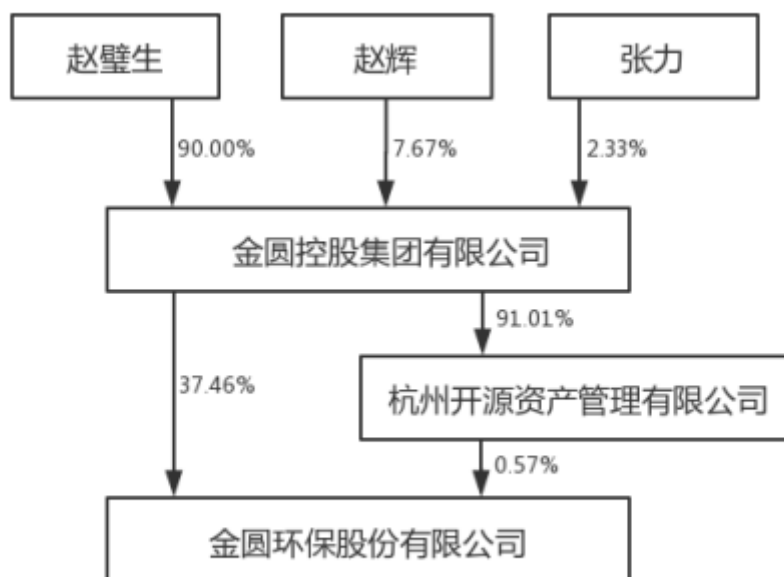 赵璧生
赵辉
张力
90.00%
7.67%
2.33%
金圆控股集团有限公司
91.01%
37.46%
杭州开源资产管理有限公司
0.57%
金圆环保股份有限公司